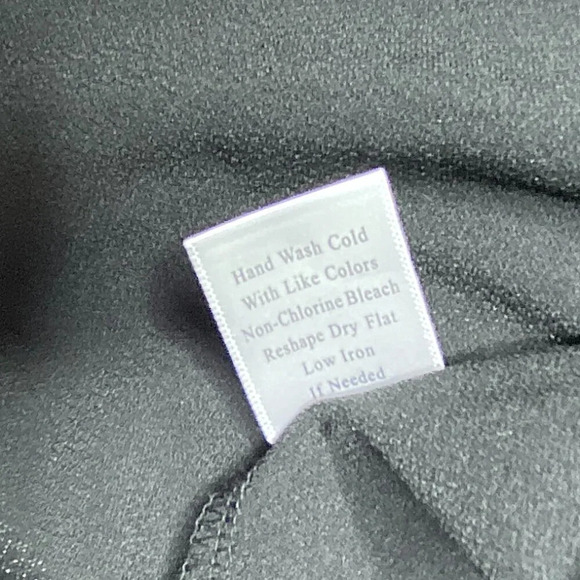 Hand Wash Cold
With Like Colors
Non-Chlorine Bleach
Reshape Dry Flat
Low Iron
If Needed